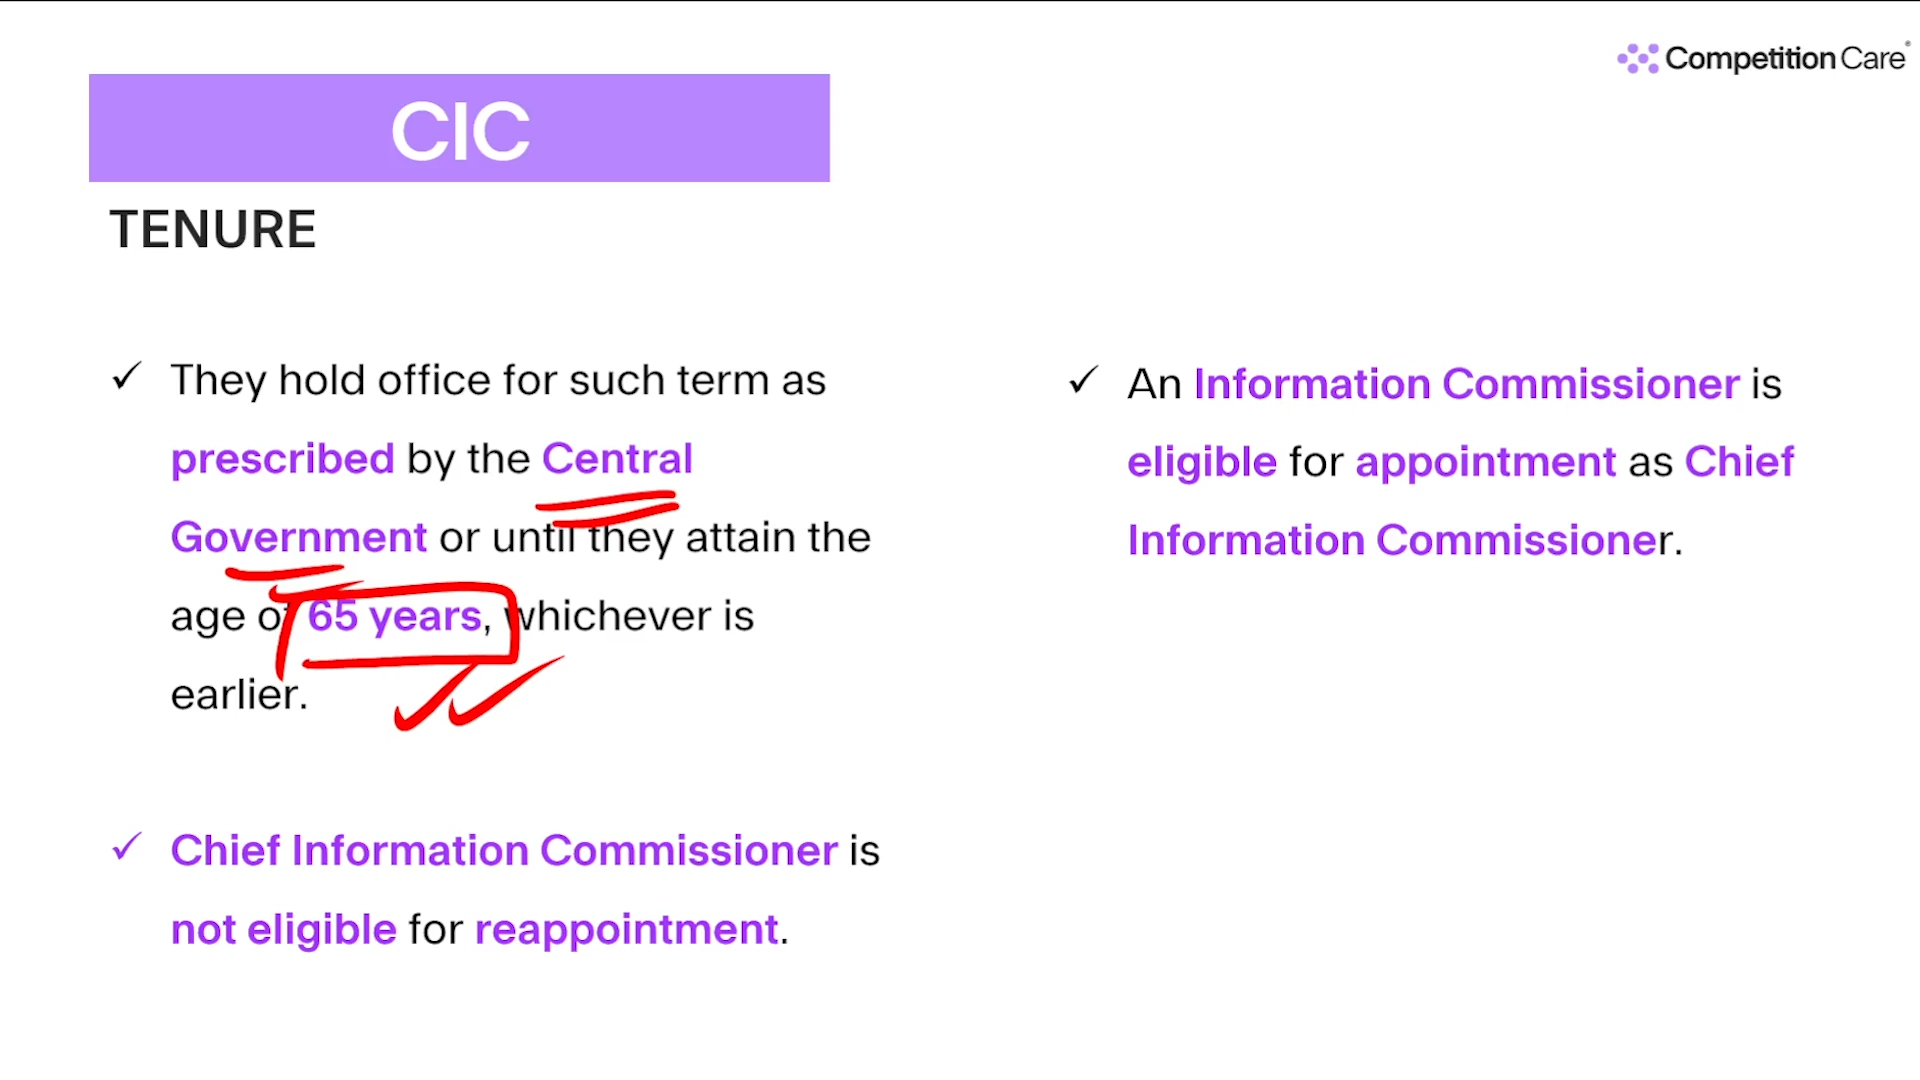 Competition Care
CIC
TENURE
✓ They hold office for such term as
prescribed by the Central
Government or until they attain the
age of 65 years, whichever is
earlier.
✓ Chief Information Commissioner is
not eligible for reappointment.
✓ An Information Commissioner is
eligible for appointment as Chief
Information Commissioner.